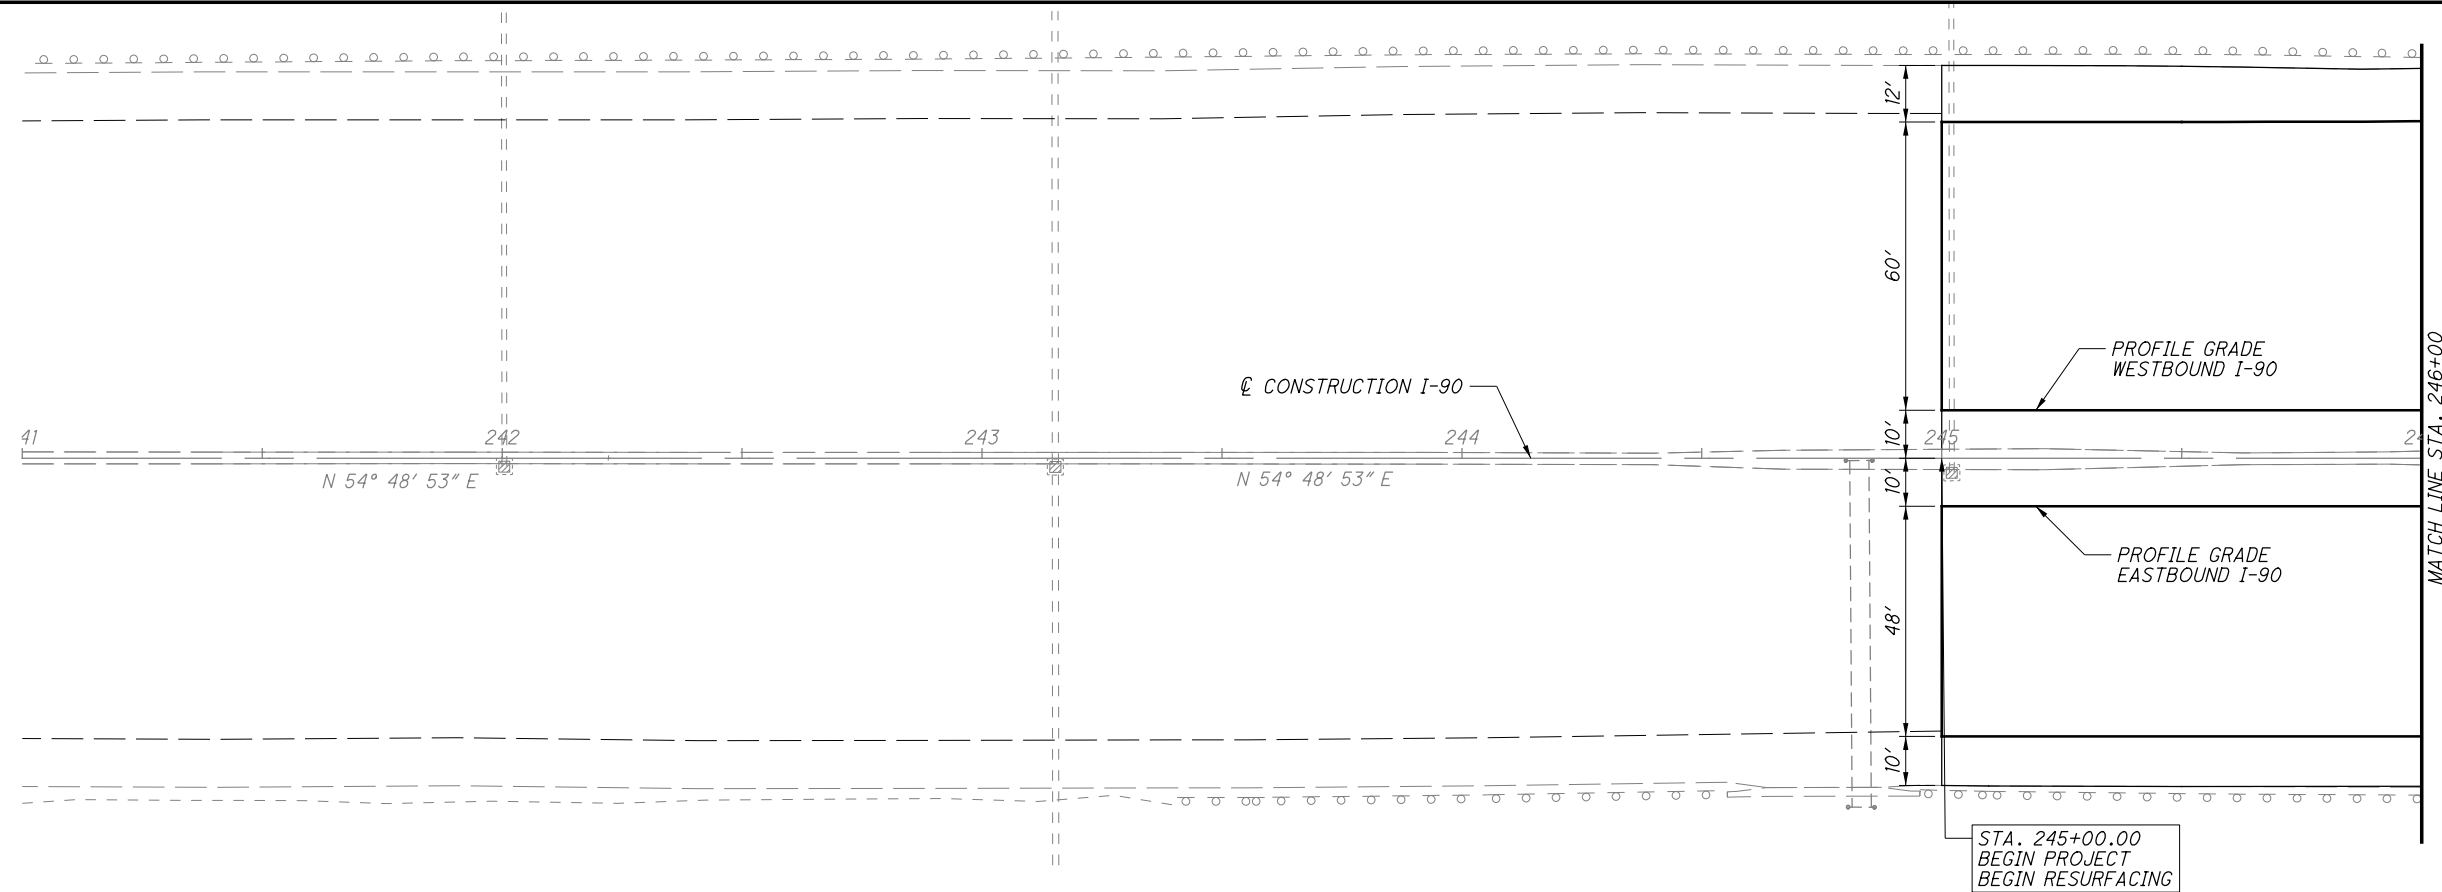 12'
60'
PROFILE GRADE
WESTBOUND I-90
℄ CONSTRUCTION I-90
MATCH LINE STA. 246+00
41
242
243
244
10'
245
24
N 54° 48' 53" E
N 54° 48' 53" E
10'
PROFILE GRADE
EASTBOUND I-90
48'
10'
STA. 245+00.00
BEGIN PROJECT
BEGIN RESURFACING